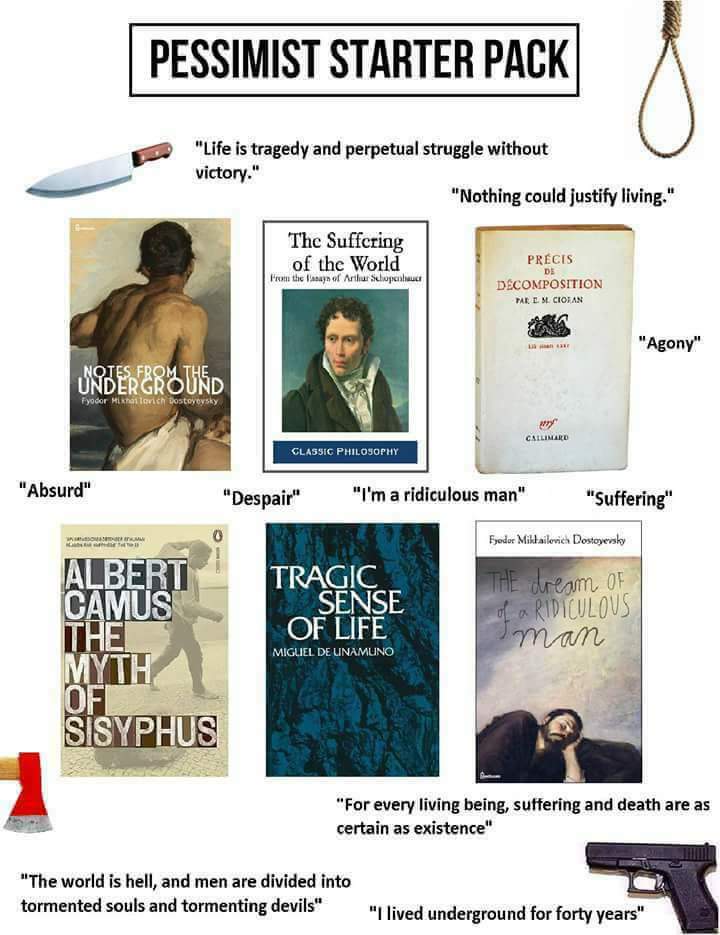 PESSIMIST STARTER PACK
"Life is tragedy and perpetual struggle without
victory."
"Nothing could justify living."
NOTES FROM THE
UNDERGROUND
Fyodor Mikhailovich Dostoyevsky
The Suffering
of the World
From the Essays of Arthur Schopenhauer
CLASSIC PHILOSOPHY
PRÉCIS
DE
DÉCOMPOSITION
PAR E. M. CIORAN
nrf
GALLIMARD
"Agony"
"Absurd"
"Despair"
"I'm a ridiculous man"
"Suffering"
ALBERT
CAMUS
THE
MYTH
OF
SISYPHUS
TRAGIC
SENSE
OF LIFE
MIGUEL DE UNAMUNO
Fyodor Mikhailovich Dostoyevsky
THE dream OF
of a RIDICULOUS
man
"For every living being, suffering and death are as
certain as existence"
"The world is hell, and men are divided into
tormented souls and tormenting devils"
"I lived underground for forty years"